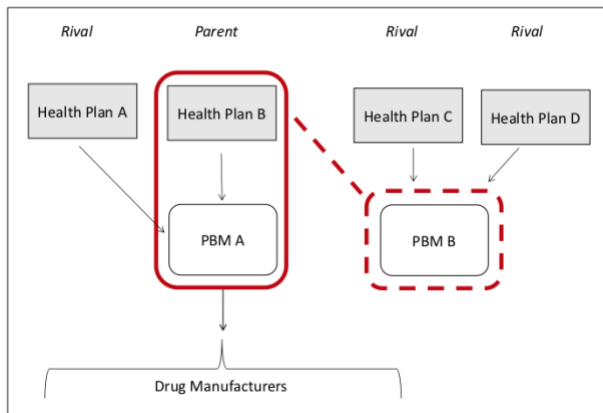 Rival Parent Rival Rival
Health Plan A Health Plan B Health Plan C Health Plan D
PBM A PBM B
Drug Manufacturers